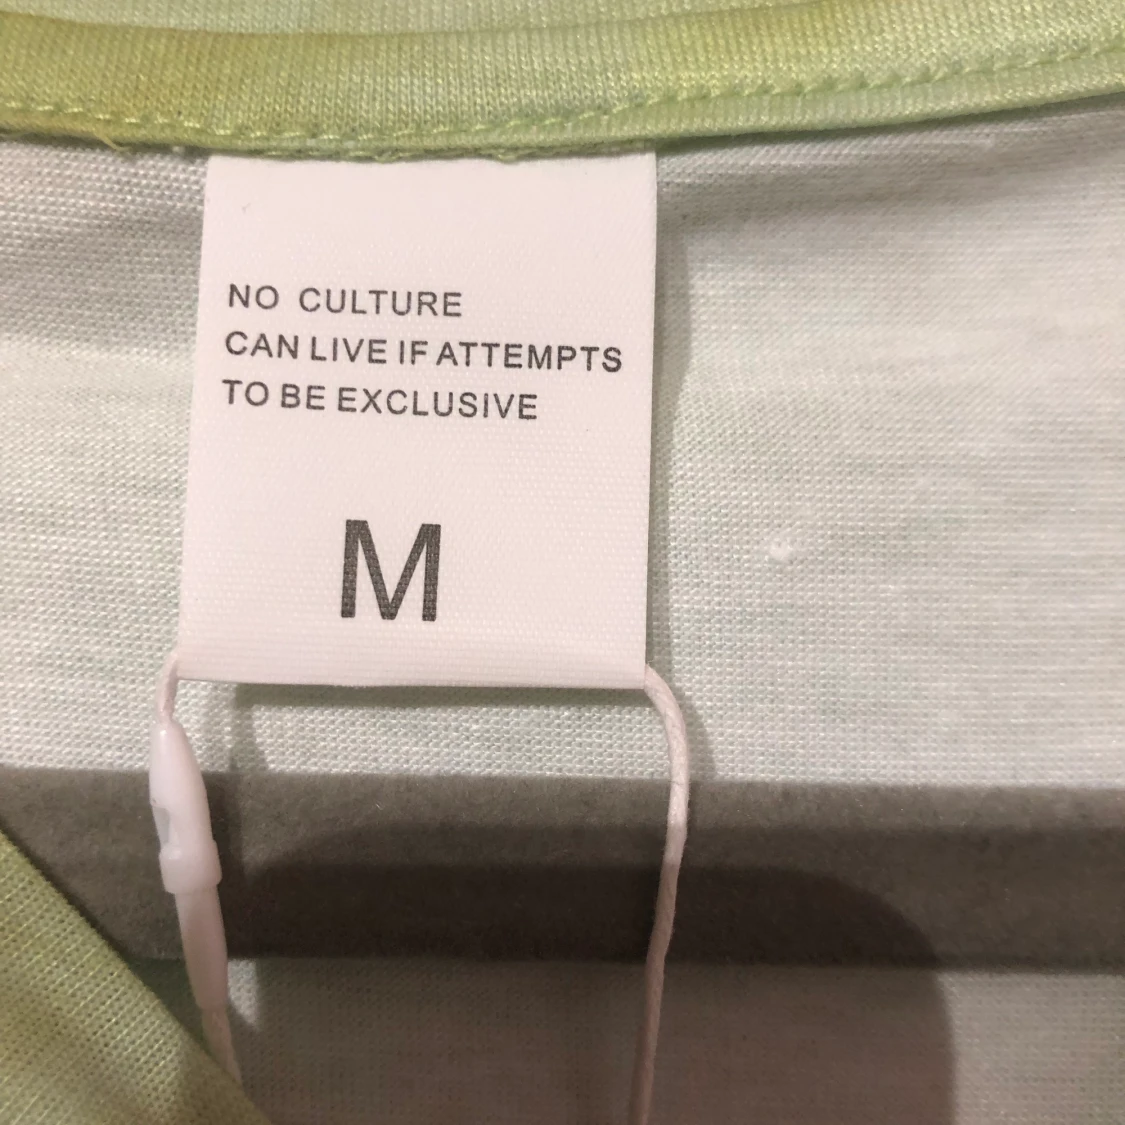 NO CULTURE
CAN LIVE IF ATTEMPTS
TO BE EXCLUSIVE
M